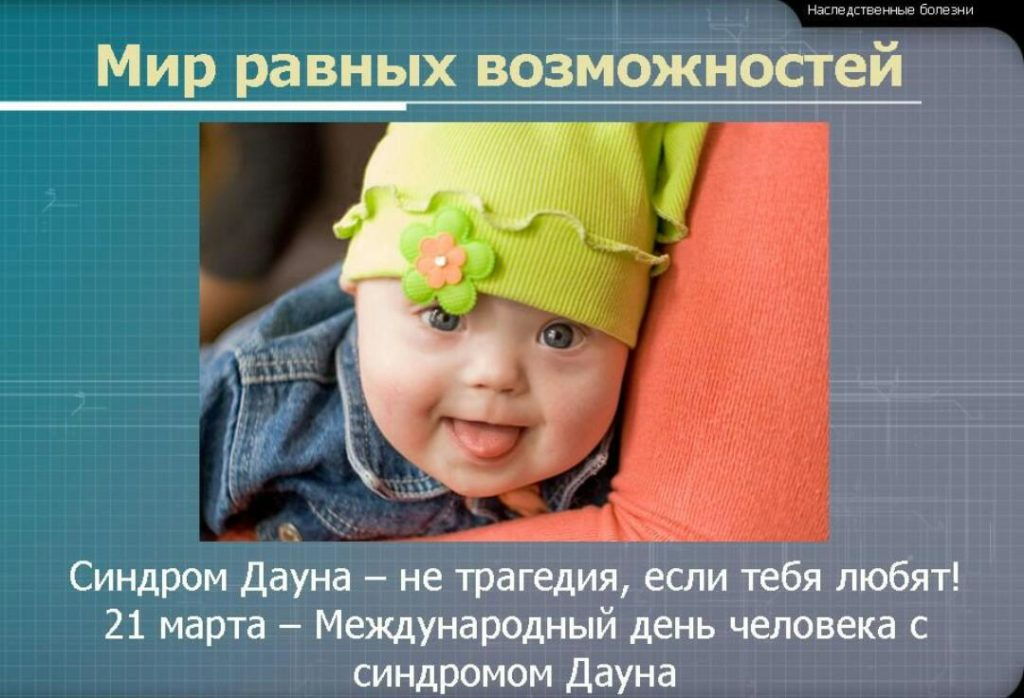 Наследственные болезни
Мир равных возможностей
Синдром Дауна – не трагедия, если тебя любят!
21 марта – Международный день человека с
синдромом Дауна